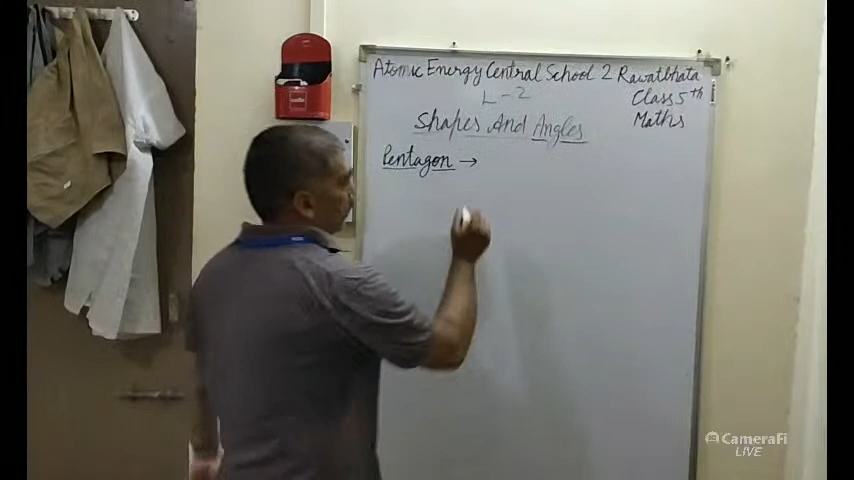 Atomic Energy Central School 2 Rawatbhata
L-2
Class 5th
Shapes And Angles
Maths
Pentagon →
CameraFi
LIVE